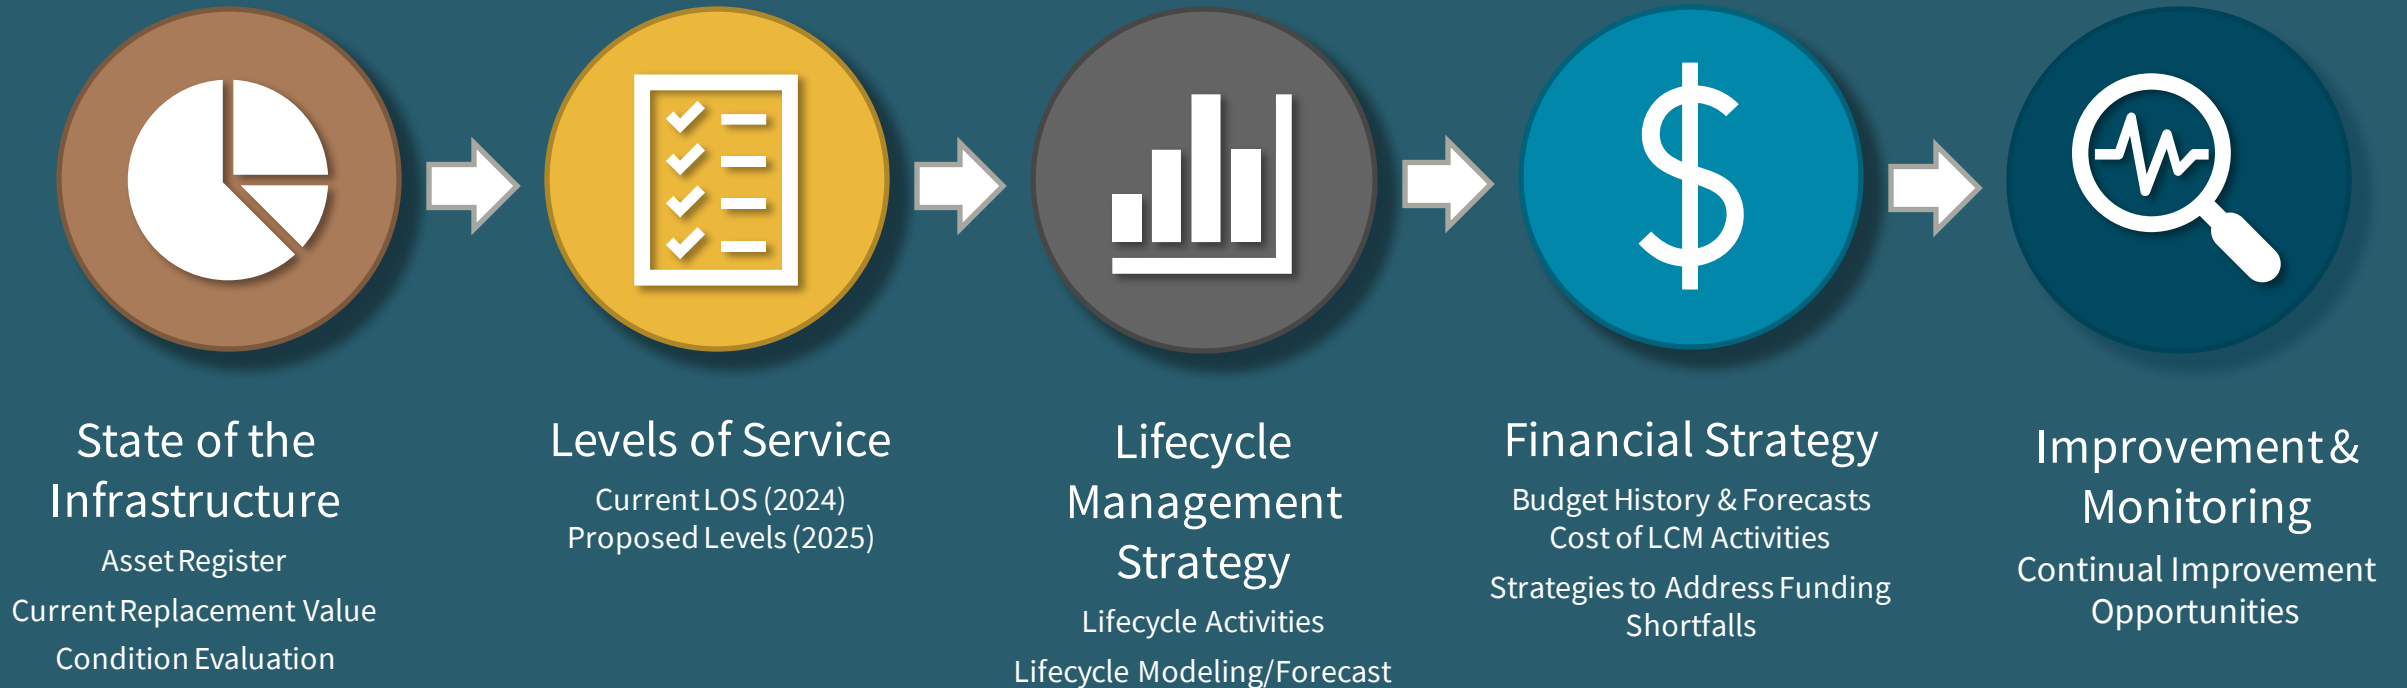 State of the
Infrastructure
Asset Register
Current Replacement Value
Condition Evaluation
Levels of Service
Current LOS (2024)
Proposed Levels (2025)
Lifecycle
Management
Strategy
Lifecycle Activities
Lifecycle Modeling/Forecast
Financial Strategy
Budget History & Forecasts
Cost of LCM Activities
Strategies to Address Funding
Shortfalls
Improvement &
Monitoring
Continual Improvement
Opportunities